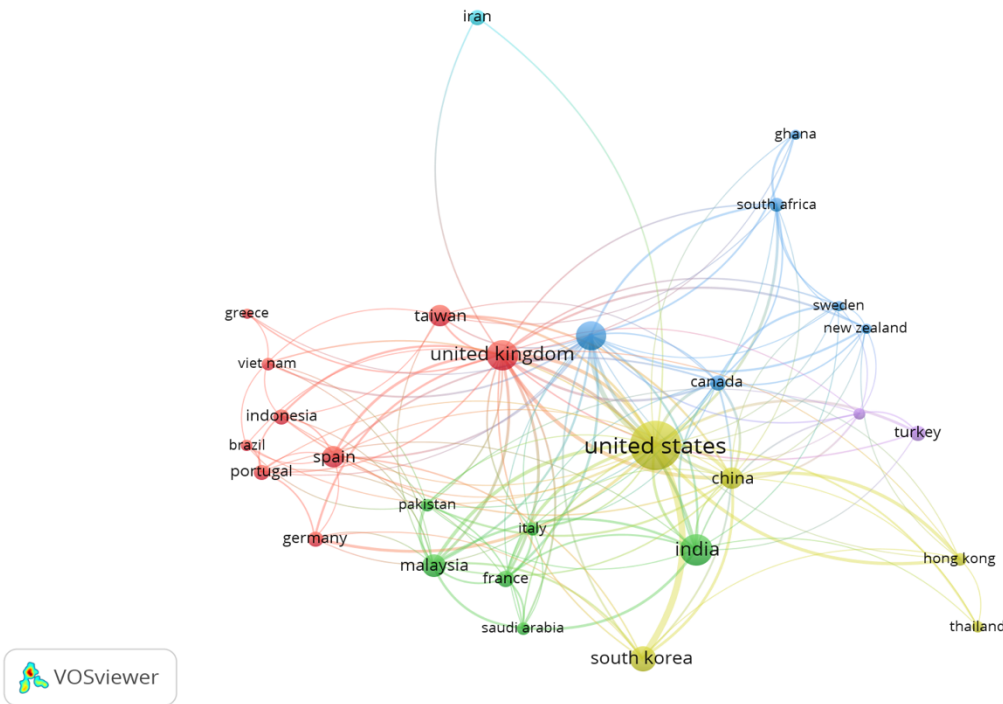 iran
ghana
south africa
sweden
new zealand
greece
taiwan
united kingdom
viet nam
canada
indonesia
turkey
brazil
united states
portugal
spain
china
pakistan
italy
germany
india
hong kong
malaysia
france
saudi arabia
thailand
south korea
VOSviewer